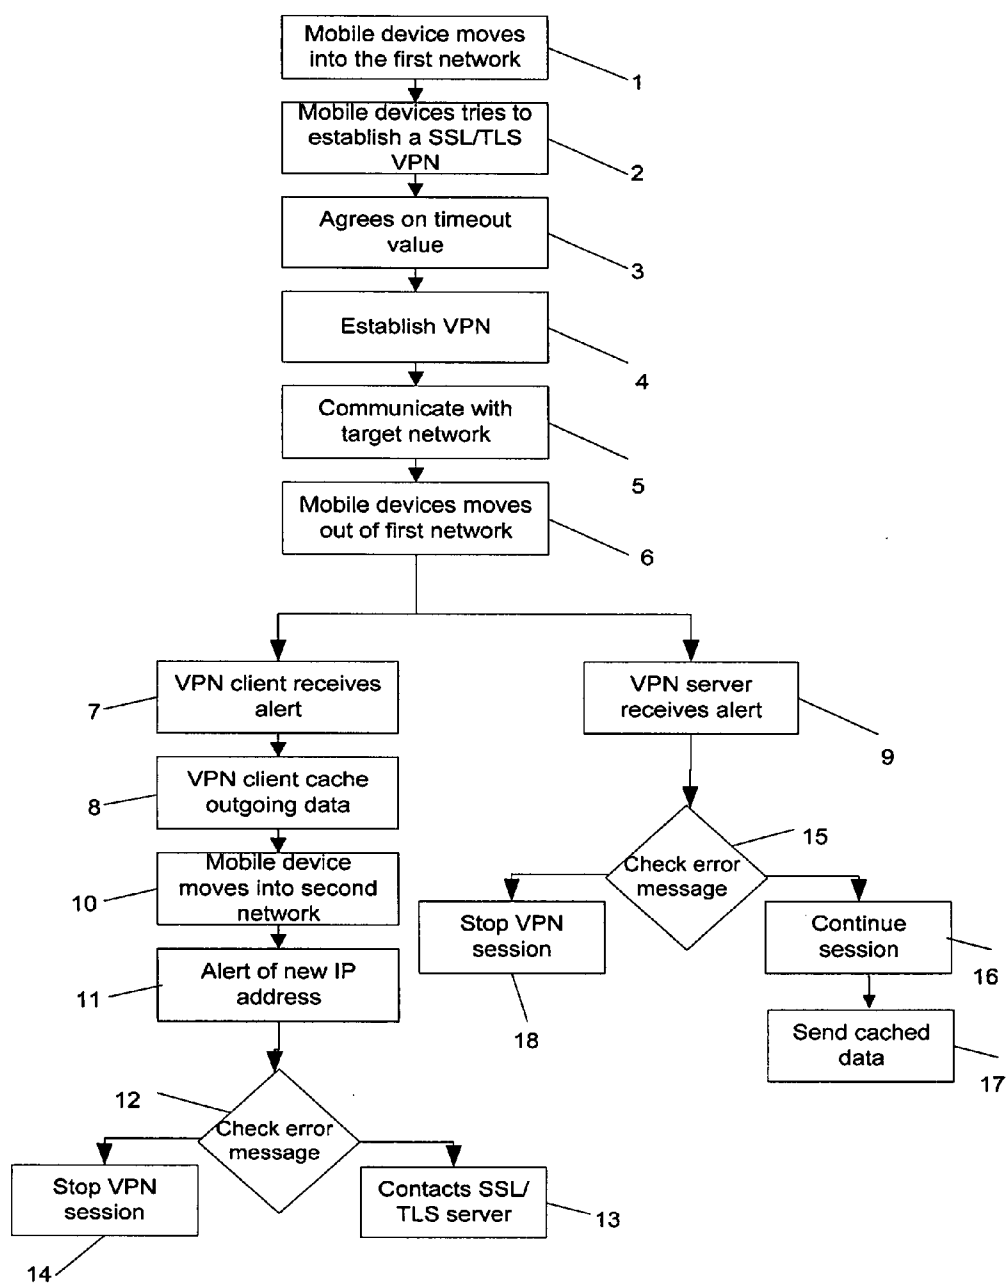 Mobile device moves
into the first network
1
Mobile devices tries to
establish a SSL/TLS
VPN
2
Agrees on timeout
value
3
Establish VPN
4
Communicate with
target network
5
Mobile devices moves
out of first network
6
VPN client receives
alert
7
VPN server
receives alert
9
VPN client cache
outgoing data
8
15
Check error
message
Mobile device
moves into second
network
10
Stop VPN
session
18
Continue
session
16
Alert of new IP
address
11
Send cached
data
17
12
Check error
message
Stop VPN
session
14
Contacts SSL/
TLS server
13